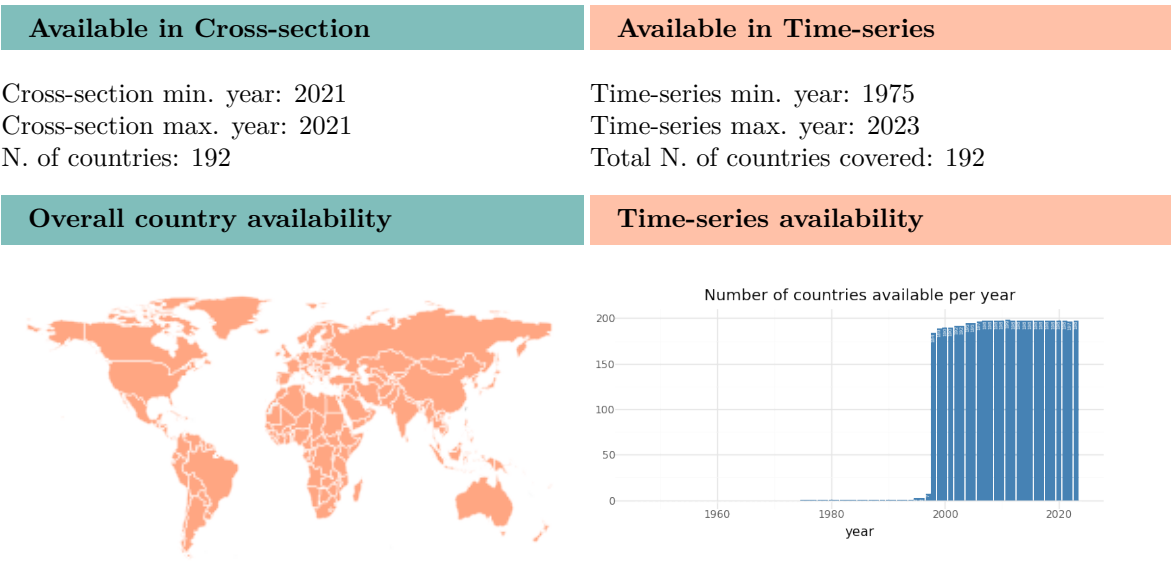 Available in Cross-section
Available in Time-series
Cross-section min. year: 2021
Cross-section max. year: 2021
N. of countries: 192
Time-series min. year: 1975
Time-series max. year: 2023
Total N. of countries covered: 192
Overall country availability
Time-series availability
Number of countries available per year
200
150
100
50
0
1960
1980
2000
2020
year